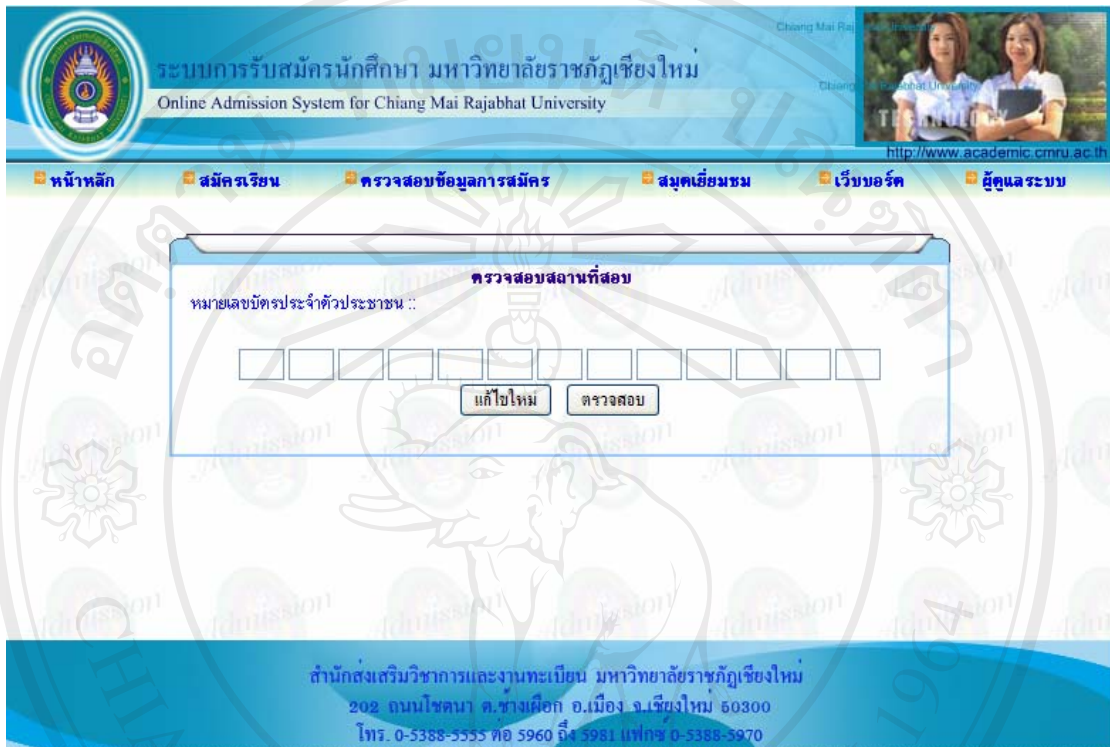 Chiang Mai Raj
ระบบการรับสมัครนักศึกษา มหาวิทยาลัยราชภัฏเชียงใหม่
Online Admission System for Chiang Mai Rajabhat University
TECHNOLOGY
http://www.academic.cmru.ac.th
หน้าหลัก สมัครเรียน ตรวจสอบข้อมูลการสมัคร สมุดเยี่ยมชม เว็บบอร์ด ผู้ดูแลระบบ
ตรวจสอบสถานที่สอบ
หมายเลขบัตรประจำตัวประชาชน ::
แก้ไขใหม่ ตรวจสอบ
สำนักส่งเสริมวิชาการและงานทะเบียน มหาวิทยาลัยราชภัฏเชียงใหม่
202 ถนนโชตนา ต.ช้างเผือก อ.เมือง จ.เชียงใหม่ 50300
โทร. 0-5388-5555 ต่อ 5960 ถึง 5981 แฟกซ์ 0-5388-5970